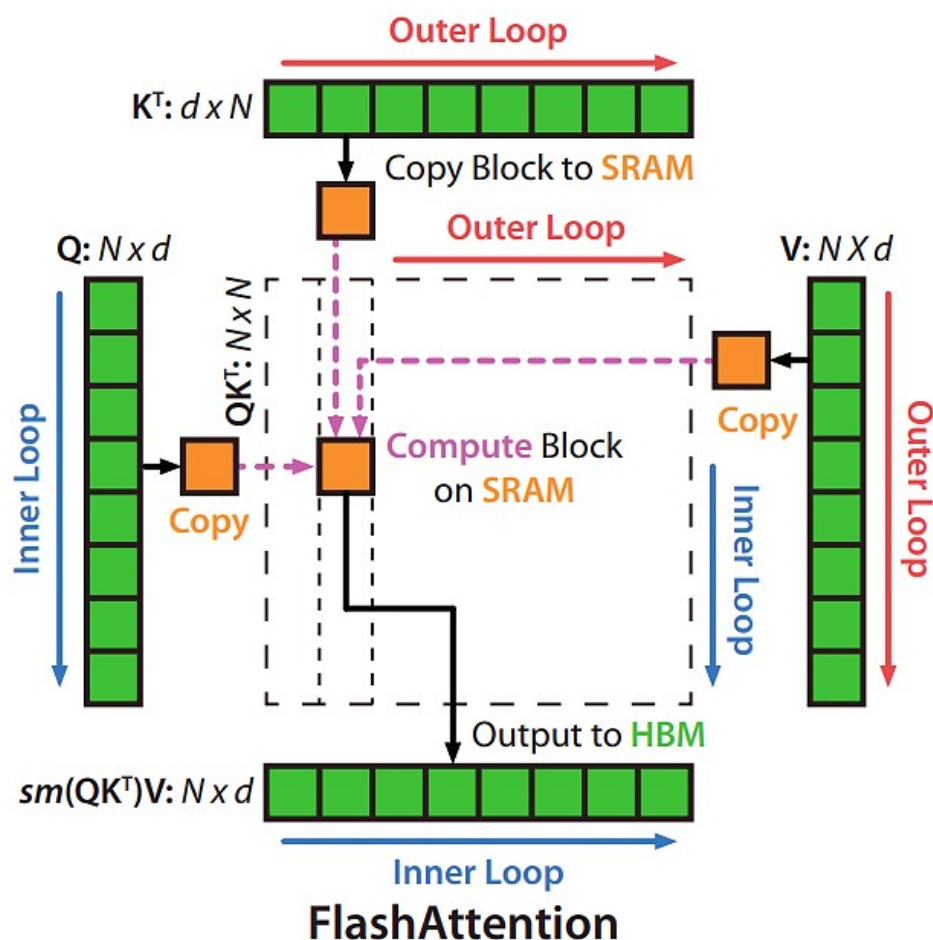 Outer Loop
Kᵀ: d x N
Copy Block to SRAM
Outer Loop
Q: N x d
V: N X d
QKᵀ: N x N
Copy
Inner Loop
Compute Block
on SRAM
Copy
Inner Loop
Outer Loop
Output to HBM
sm(QKᵀ)V: N x d
Inner Loop
FlashAttention